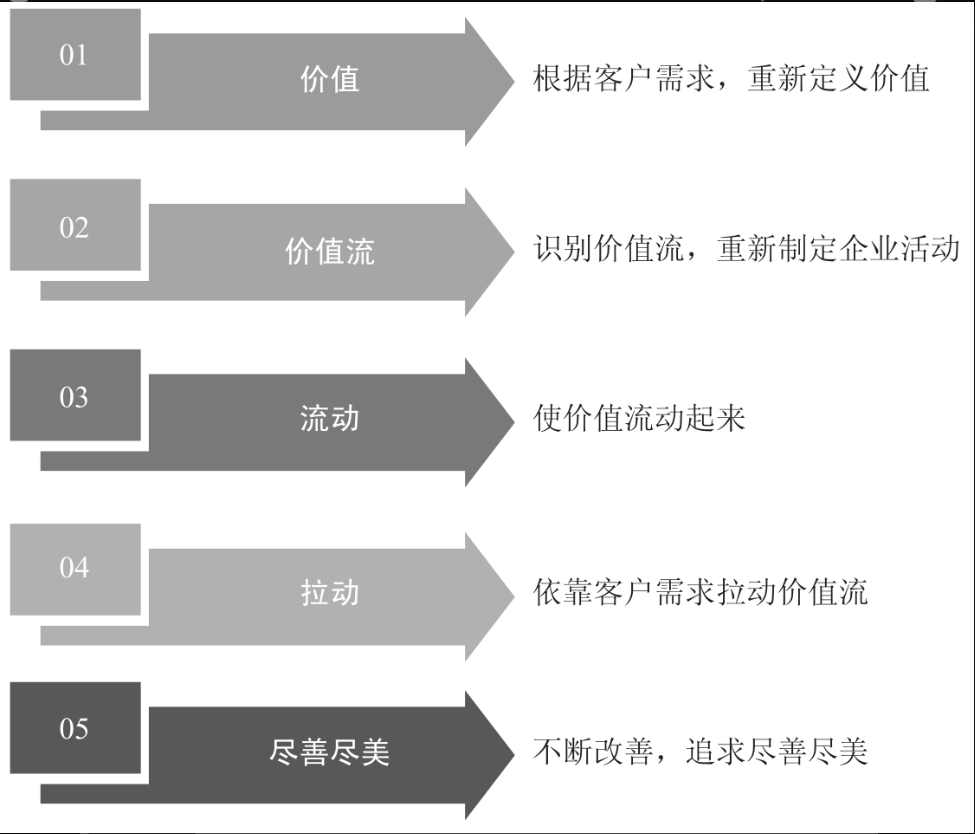 01
价值
根据客户需求，重新定义价值
02
价值流
识别价值流，重新制定企业活动
03
流动
使价值流动起来
04
拉动
依靠客户需求拉动价值流
05
尽善尽美
不断改善，追求尽善尽美